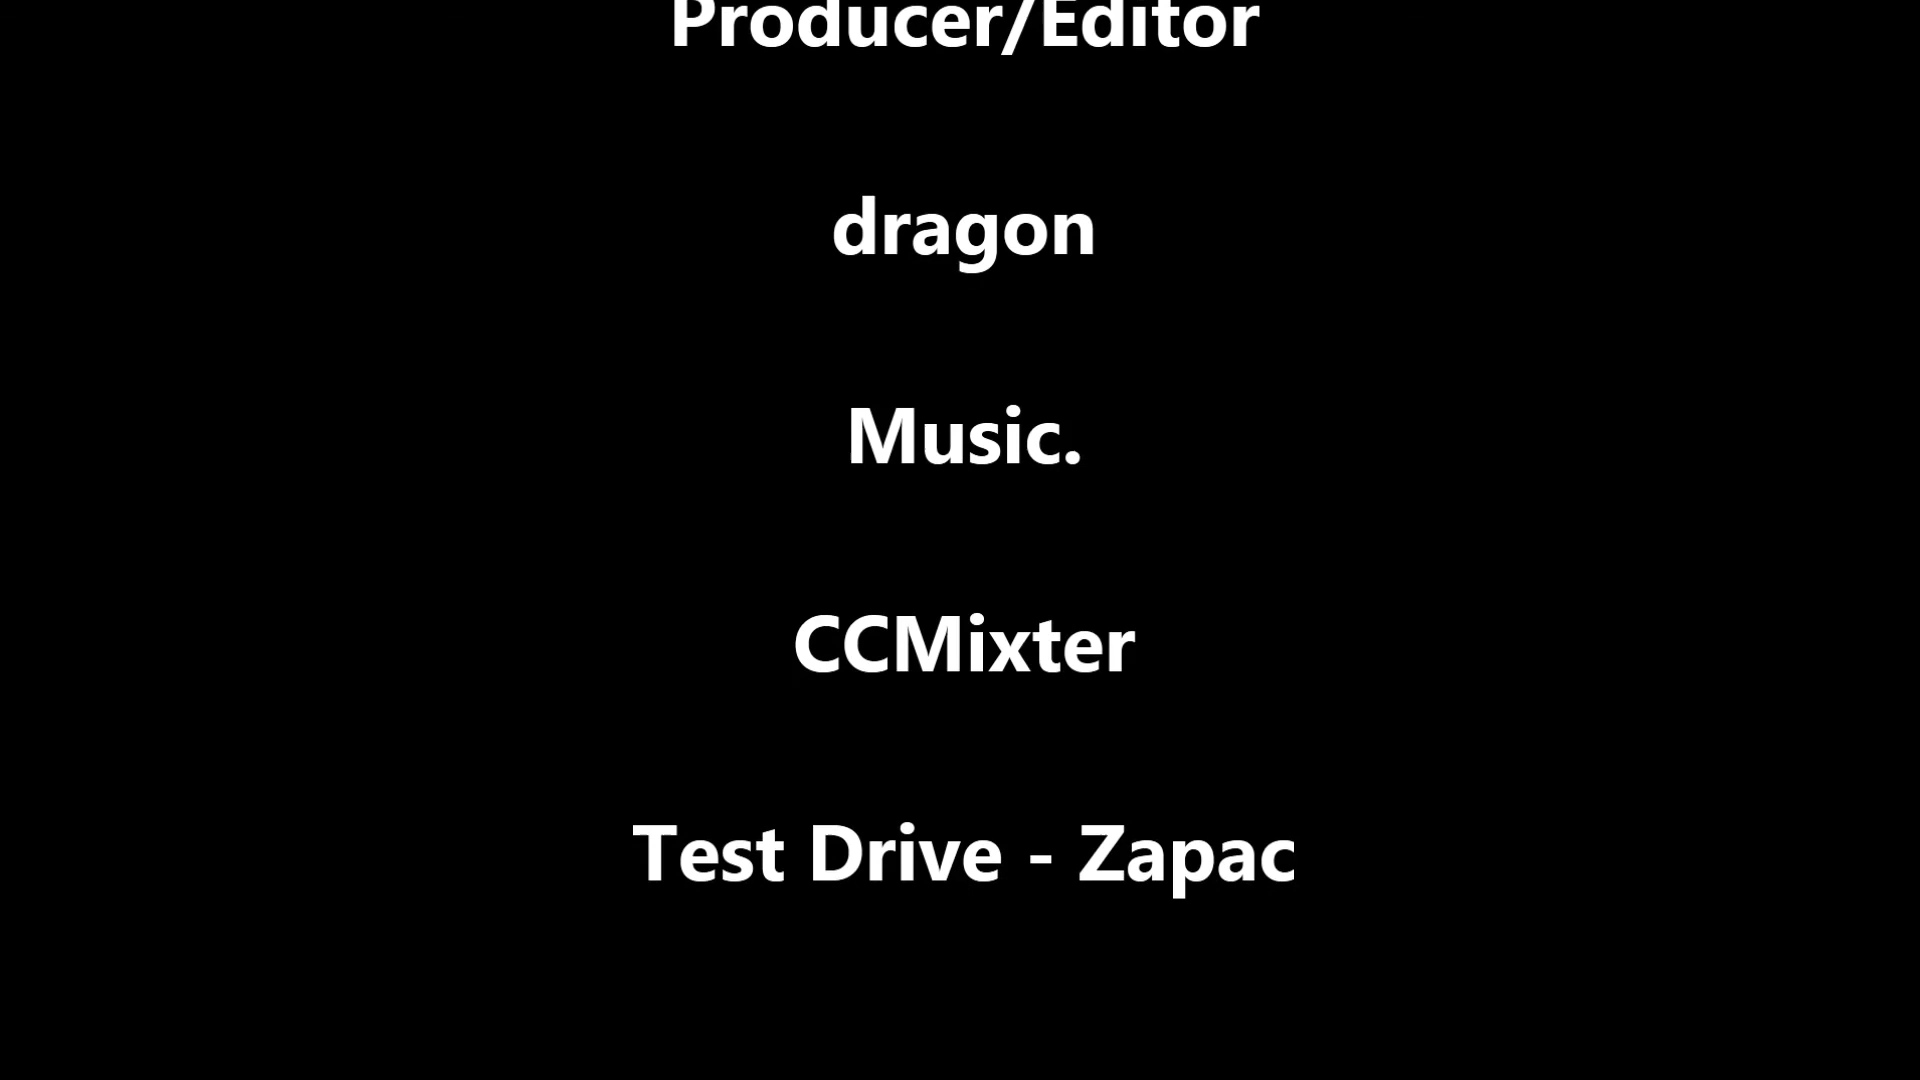 Producer/Editor
dragon
Music.
CCMixter
Test Drive - Zapac